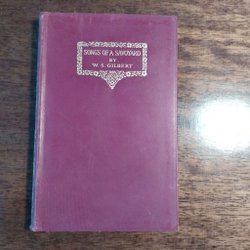 SONGS OF A SAVOYARD
BY
W. S. GILBERT